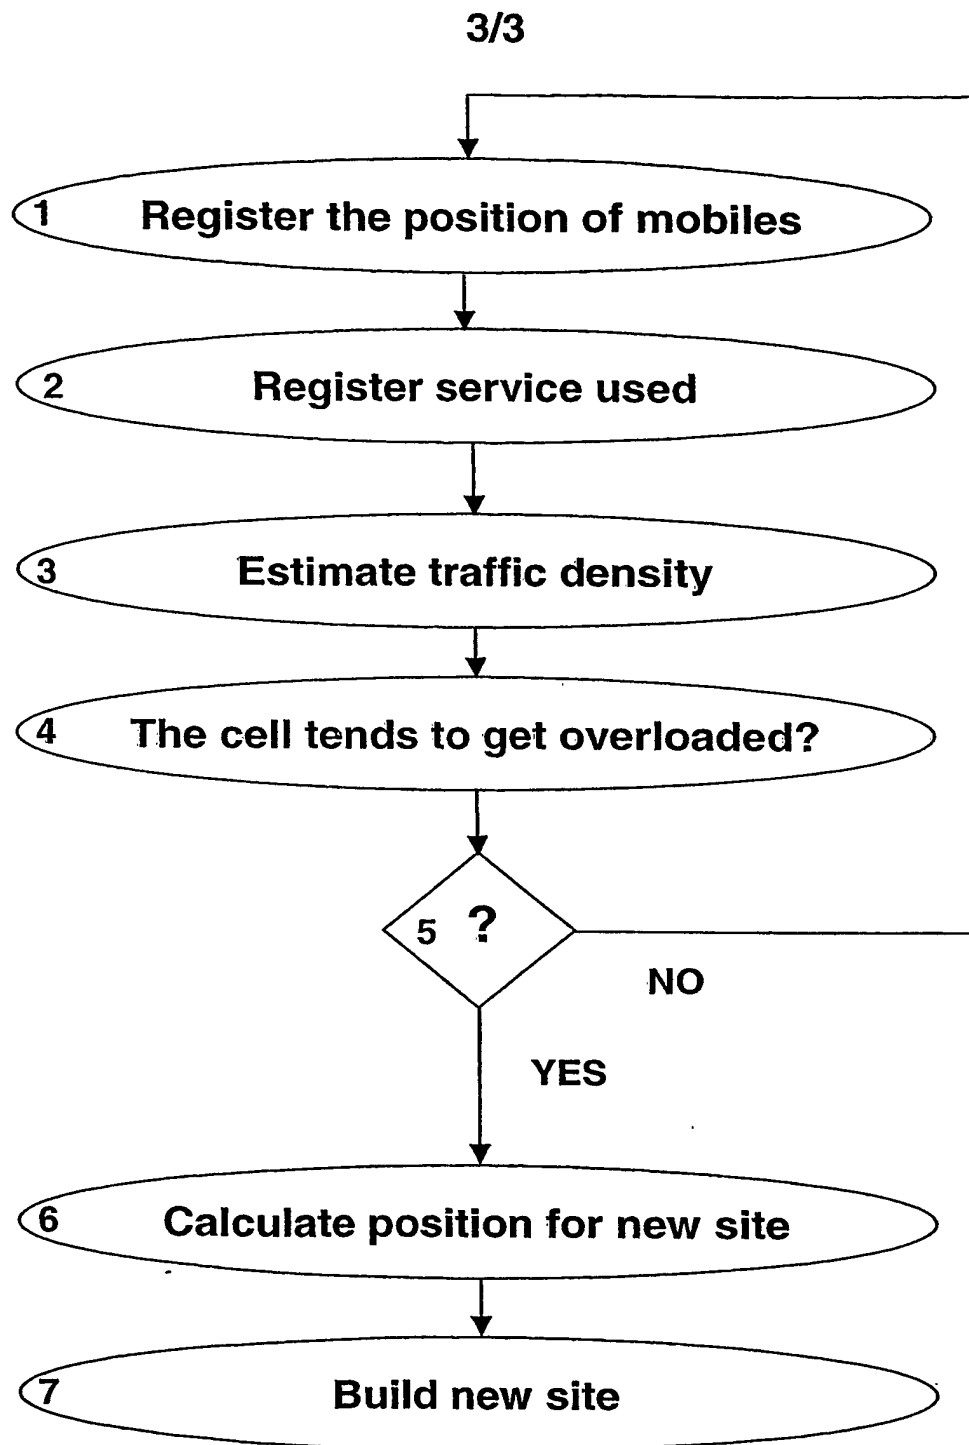 3/3
1 Register the position of mobiles
2 Register service used
3 Estimate traffic density
4 The cell tends to get overloaded?
5 ?
NO
YES
6 Calculate position for new site
7 Build new site